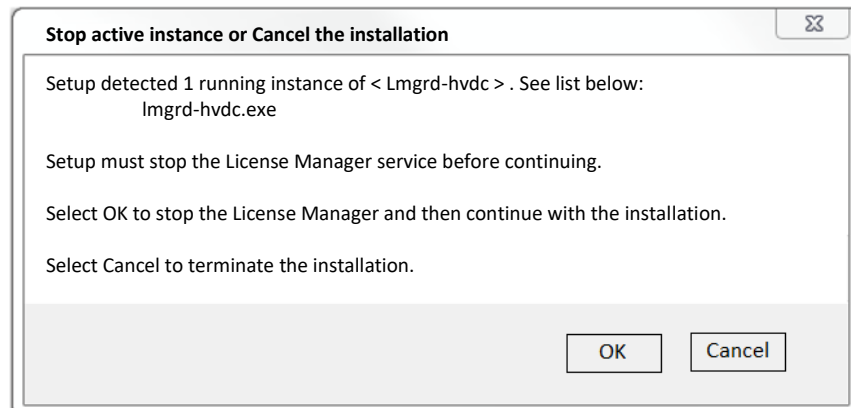 Stop active instance or Cancel the installation
Setup detected 1 running instance of < Lmgrd-hvdc > . See list below:
lmgrd-hvdc.exe
Setup must stop the License Manager service before continuing.
Select OK to stop the License Manager and then continue with the installation.
Select Cancel to terminate the installation.
OK
Cancel